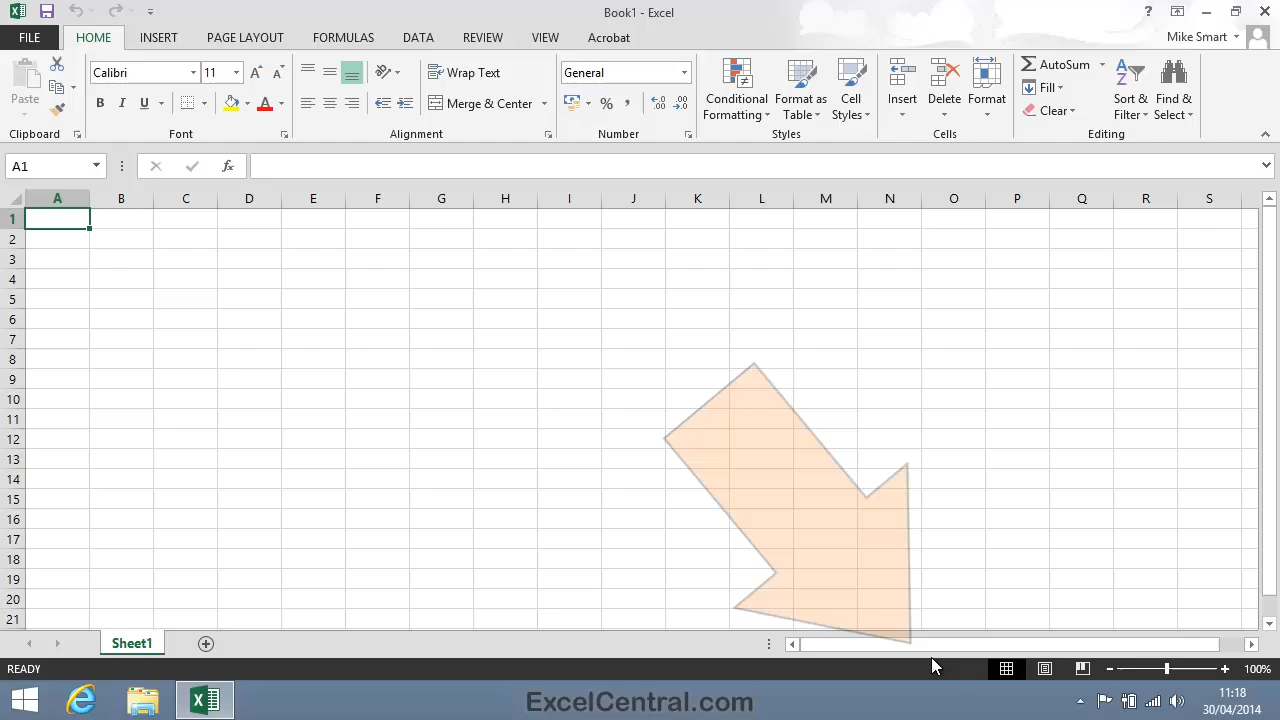 Book1 - Excel
?
FILE HOME INSERT PAGE LAYOUT FORMULAS DATA REVIEW VIEW Acrobat Mike Smart
Paste
Calibri 11
B I U A
Wrap Text
Merge & Center
General
% ,
Conditional Formatting
Format as Table
Cell Styles
Insert Delete Format
AutoSum
Fill
Clear
Sort & Filter
Find & Select
Clipboard Font Alignment Number Styles Cells Editing
A1 fx
A B C D E F G H I J K L M N O P Q R S
1
2
3
4
5
6
7
8
9
10
11
12
13
14
15
16
17
18
19
20
21
Sheet1
READY 100%
ExcelCentral.com
11:18
30/04/2014